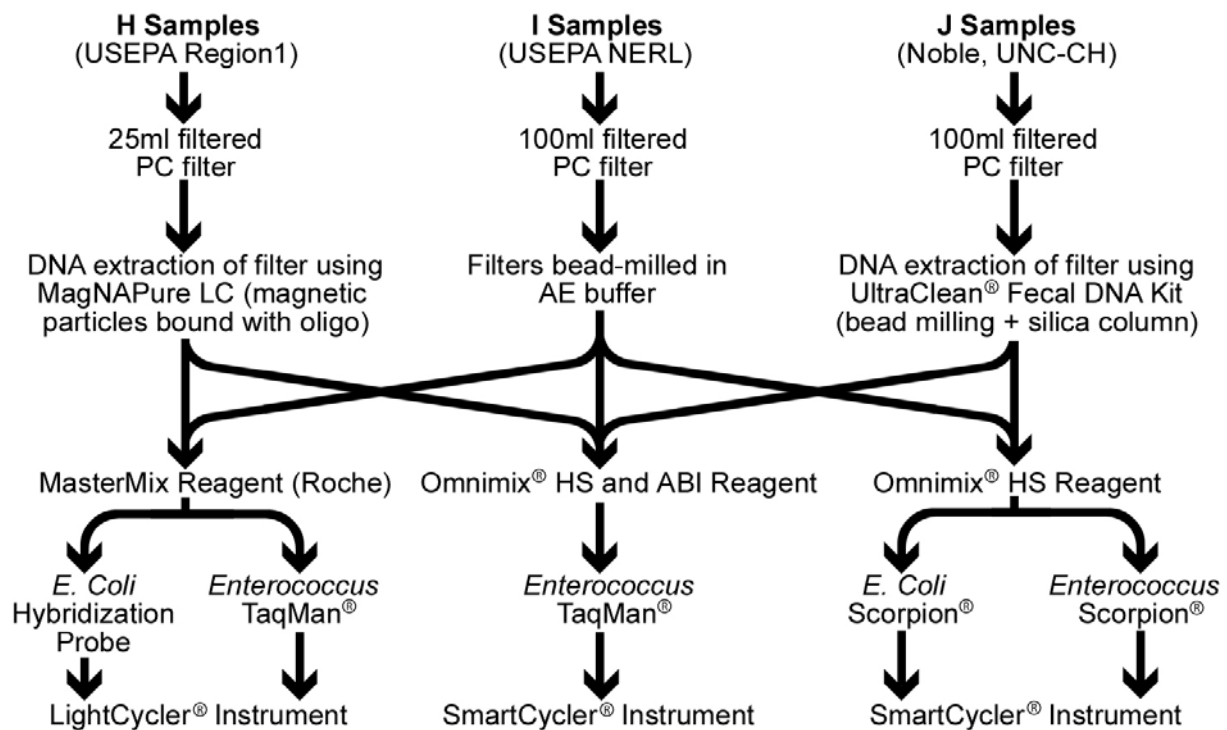 H Samples
(USEPA Region1)
I Samples
(USEPA NERL)
J Samples
(Noble, UNC-CH)
25ml filtered
PC filter
100ml filtered
PC filter
100ml filtered
PC filter
DNA extraction of filter using
MagNAPure LC (magnetic
particles bound with oligo)
Filters bead-milled in
AE buffer
DNA extraction of filter using
UltraClean® Fecal DNA Kit
(bead milling + silica column)
MasterMix Reagent (Roche)
Omnimix® HS and ABI Reagent
Omnimix® HS Reagent
E. Coli
Hybridization
Probe
Enterococcus
TaqMan®
Enterococcus
TaqMan®
E. Coli
Scorpion®
Enterococcus
Scorpion®
LightCycler® Instrument
SmartCycler® Instrument
SmartCycler® Instrument